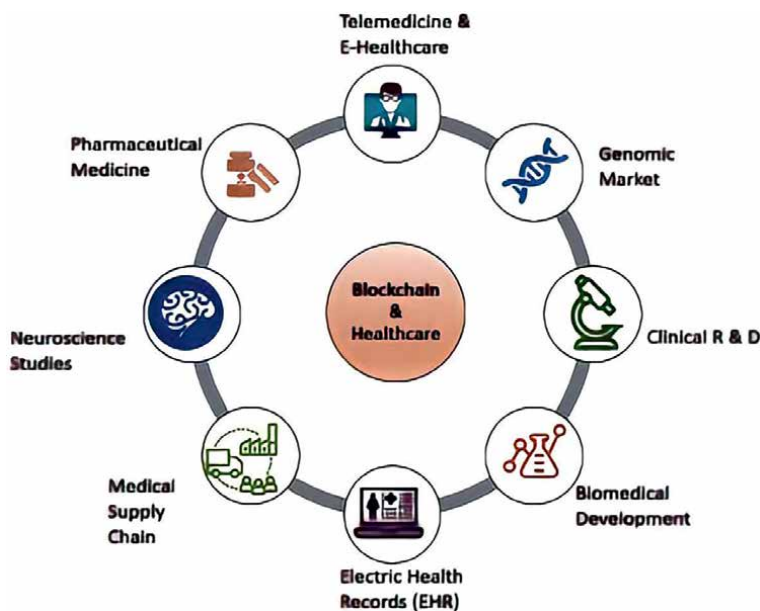 Telemedicine &
E-Healthcare
Pharmaceutical
Medicine
Genomic
Market
Blockchain
&
Healthcare
Neuroscience
Studies
Clinical R & D
Medical
Supply
Chain
Biomedical
Development
Electric Health
Records (EHR)